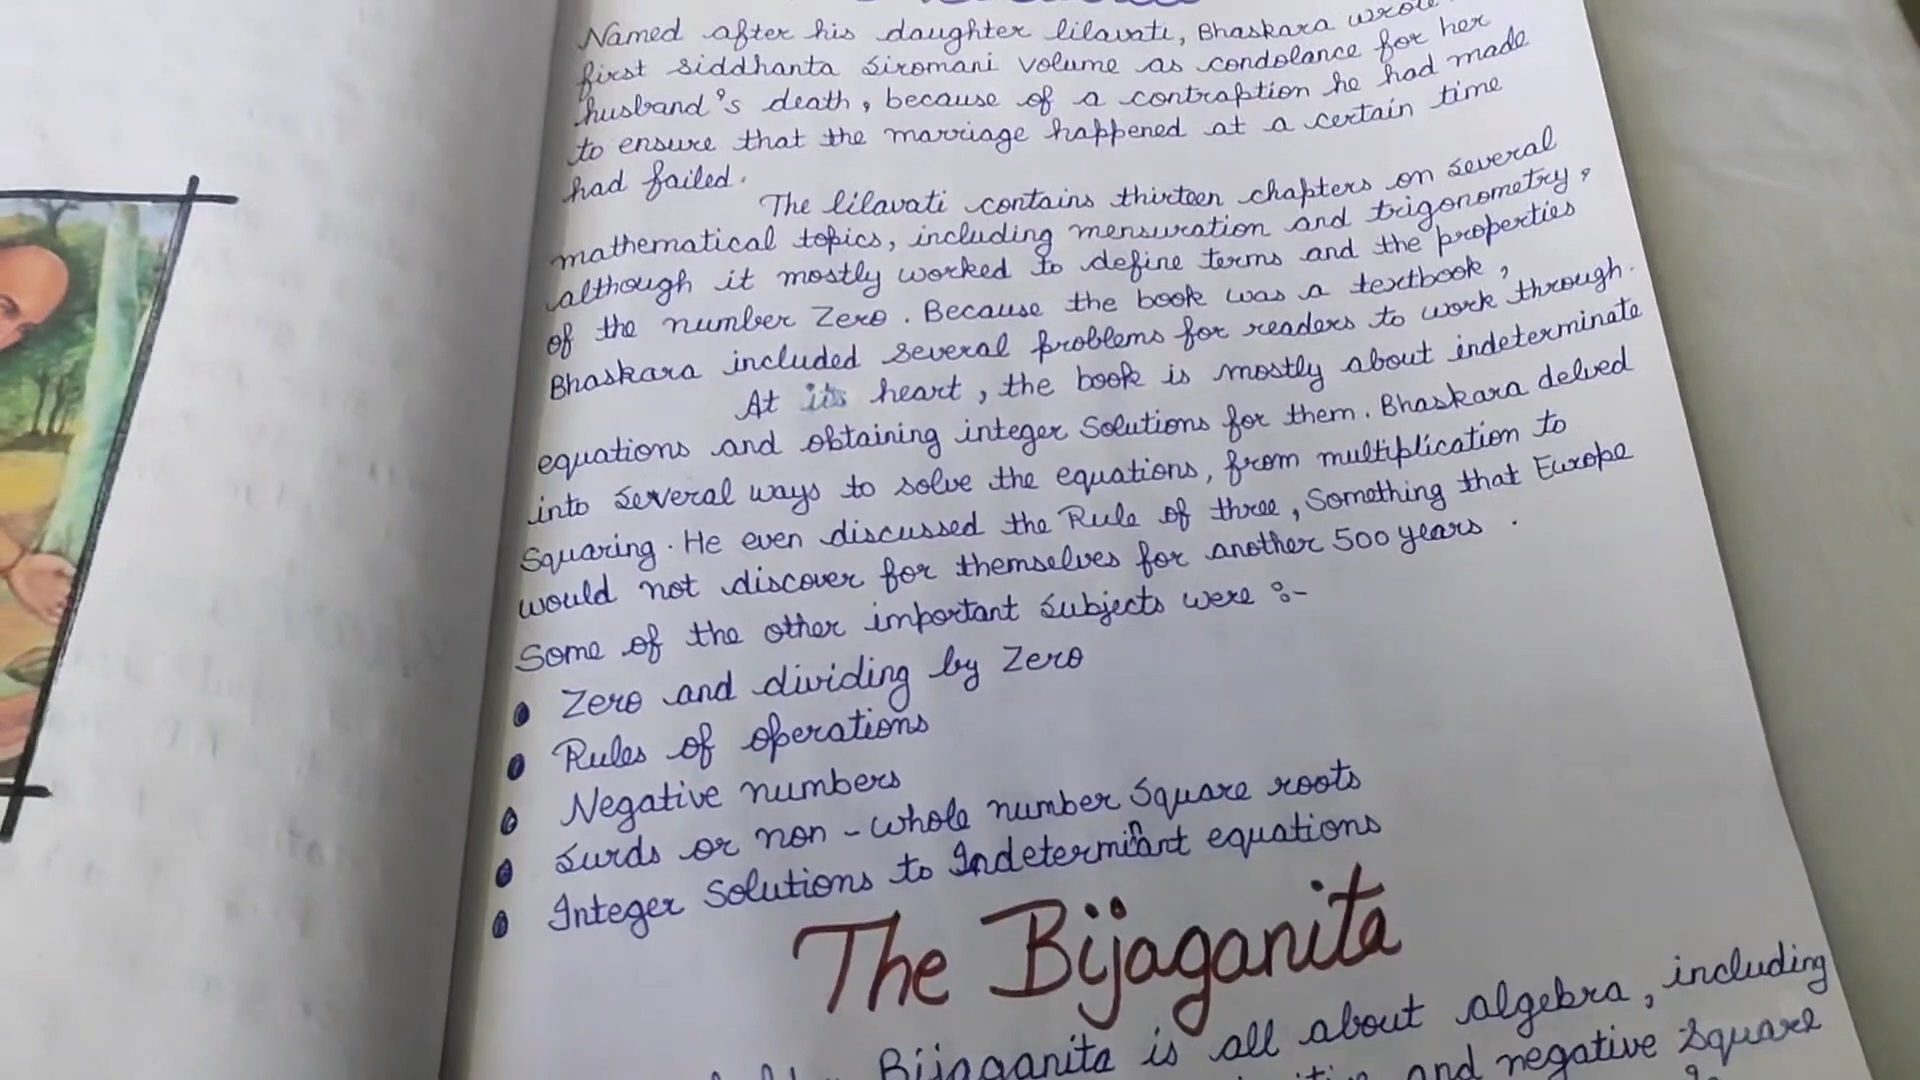 Named after his daughter lilavati, Bhaskara wrote
first siddhanta siromani volume as condolance for her
husband's death, because of a contraption he had made
to ensure that the marriage happened at a certain time
had failed.
The lilavati contains thirteen chapters on several
mathematical topics, including mensuration and trigonometry,
although it mostly worked to define terms and the properties
of the number Zero. Because the book was a textbook,
Bhaskara included several problems for readers to work through.
At its heart, the book is mostly about indeterminate
equations and obtaining integer Solutions for them. Bhaskara delved
into several ways to solve the equations, from multiplication to
Squaring. He even discussed the Rule of three, Something that Europe
would not discover for themselves for another 500 years.
Some of the other important subjects were :-
• Zero and dividing by Zero
• Rules of operations
• Negative numbers
• Surds or non-whole number Square roots
• Integer Solutions to Indeterminant equations
The Bijaganita
Bijaganita is all about algebra, including
and negative Square